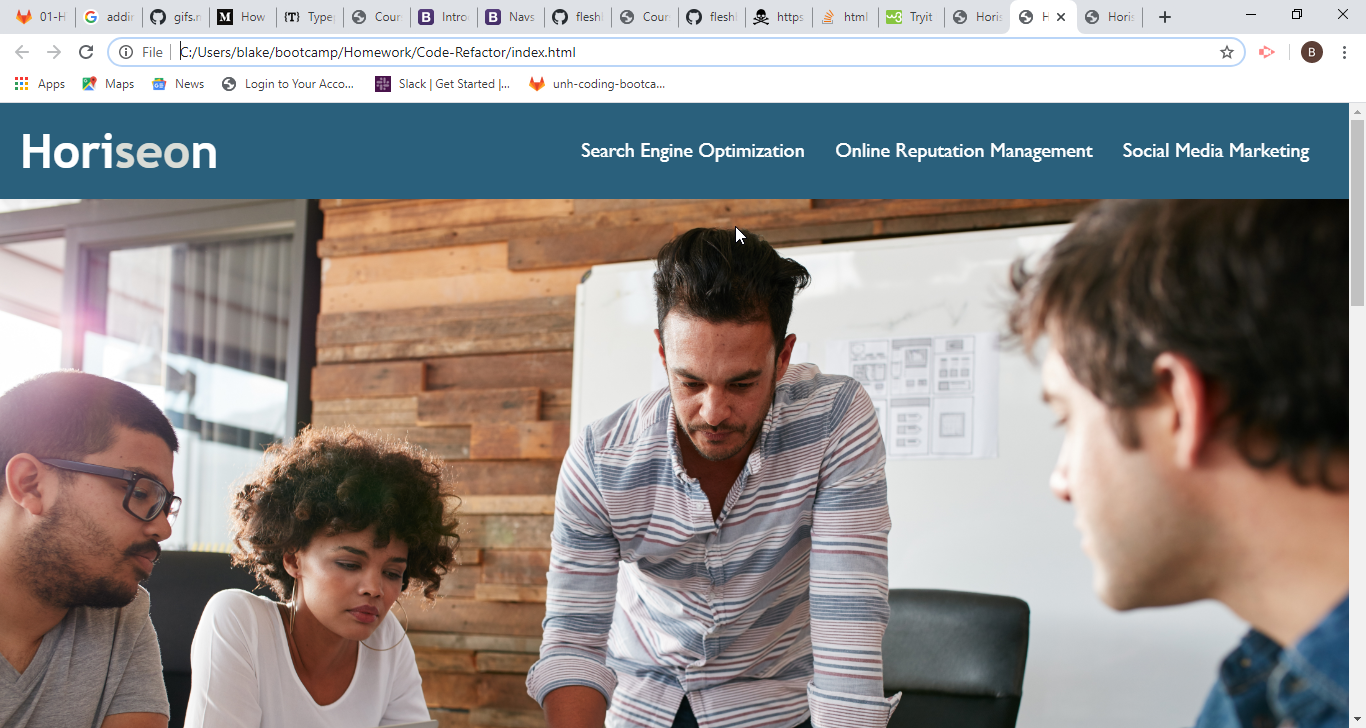 01-H addin gifs.n How Type Cour Intro Navs flesh Cour flesh https html Tryit Horis H Horis
File C:/Users/blake/bootcamp/Homework/Code-Refactor/index.html B
Apps Maps News Login to Your Acco... Slack | Get Started |... unh-coding-bootca...
Horiseon Search Engine Optimization Online Reputation Management Social Media Marketing